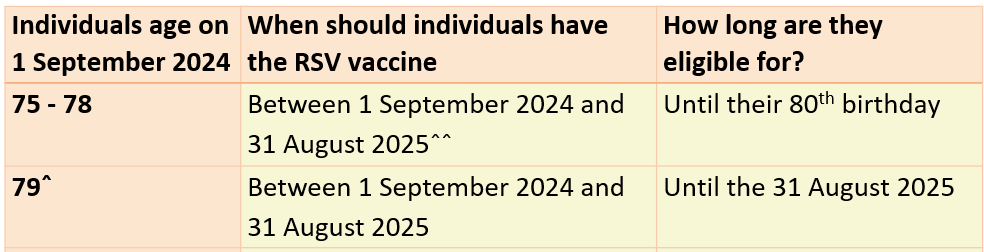 Individuals age on
1 September 2024
When should individuals have
the RSV vaccine
How long are they
eligible for?
75 - 78
Between 1 September 2024 and
31 August 2025^^
Until their 80th birthday
79^
Between 1 September 2024 and
31 August 2025
Until the 31 August 2025